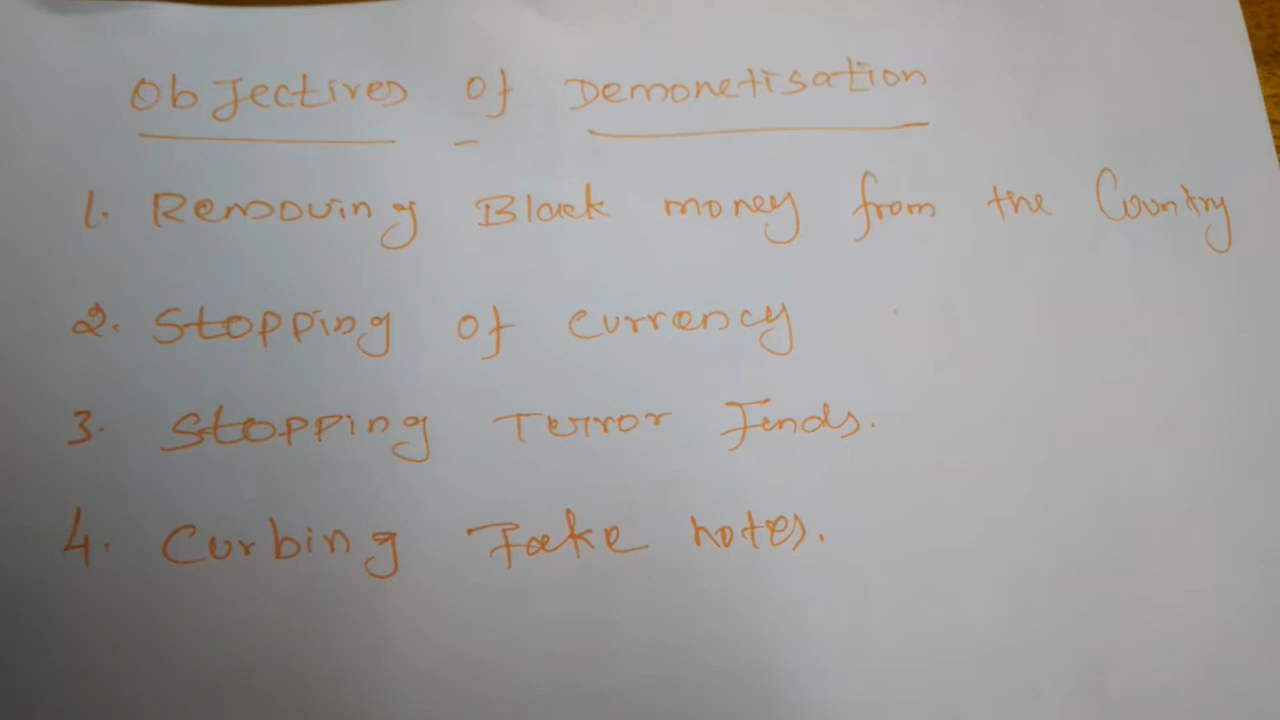 Objectives of Demonetisation
1. Removing Black money from the Country
2. Stopping of currency
3. Stopping Terror Funds.
4. Curbing Fake notes.